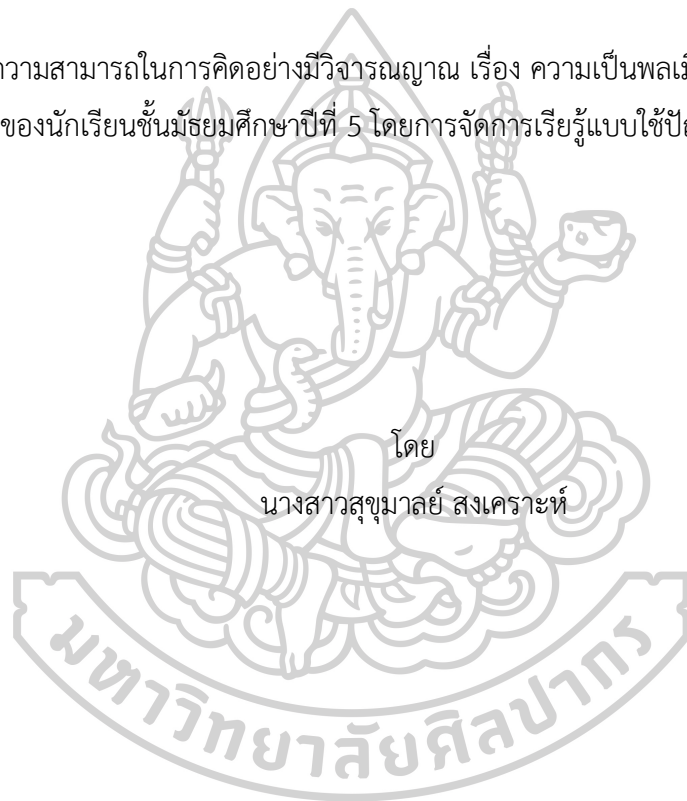 วามสามารถในการคิดอย่างมีวิจารณญาณ เรื่อง ความเป็นพลเมื
ของนักเรียนชั้นมัธยมศึกษาปีที่ 5 โดยการจัดการเรียรู้แบบใช้ปัญ
โดย
นางสาวสุขุมาลย์ สงเคราะห์
มหาวิทยาลัยศิลปากร